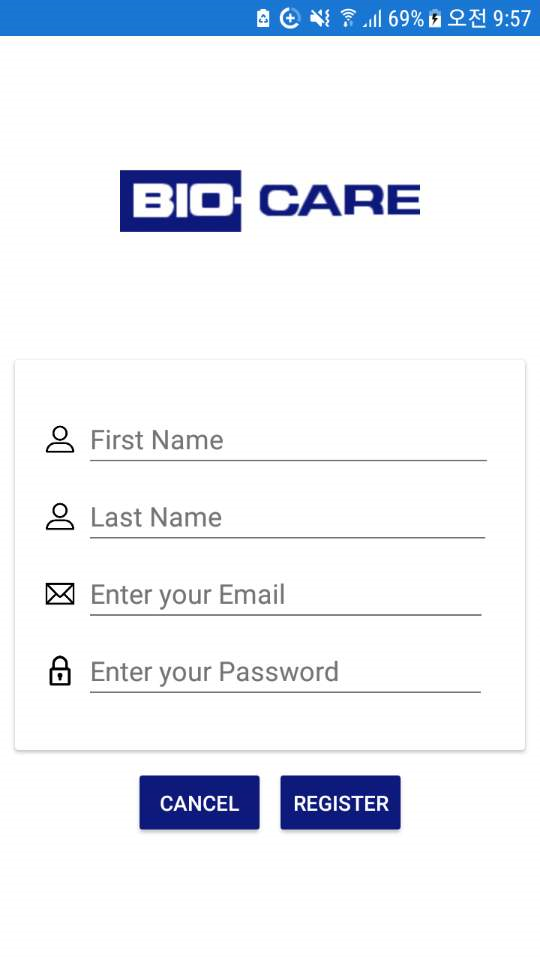 69% 오전 9:57
BIO- CARE
First Name
Last Name
Enter your Email
Enter your Password
CANCEL REGISTER